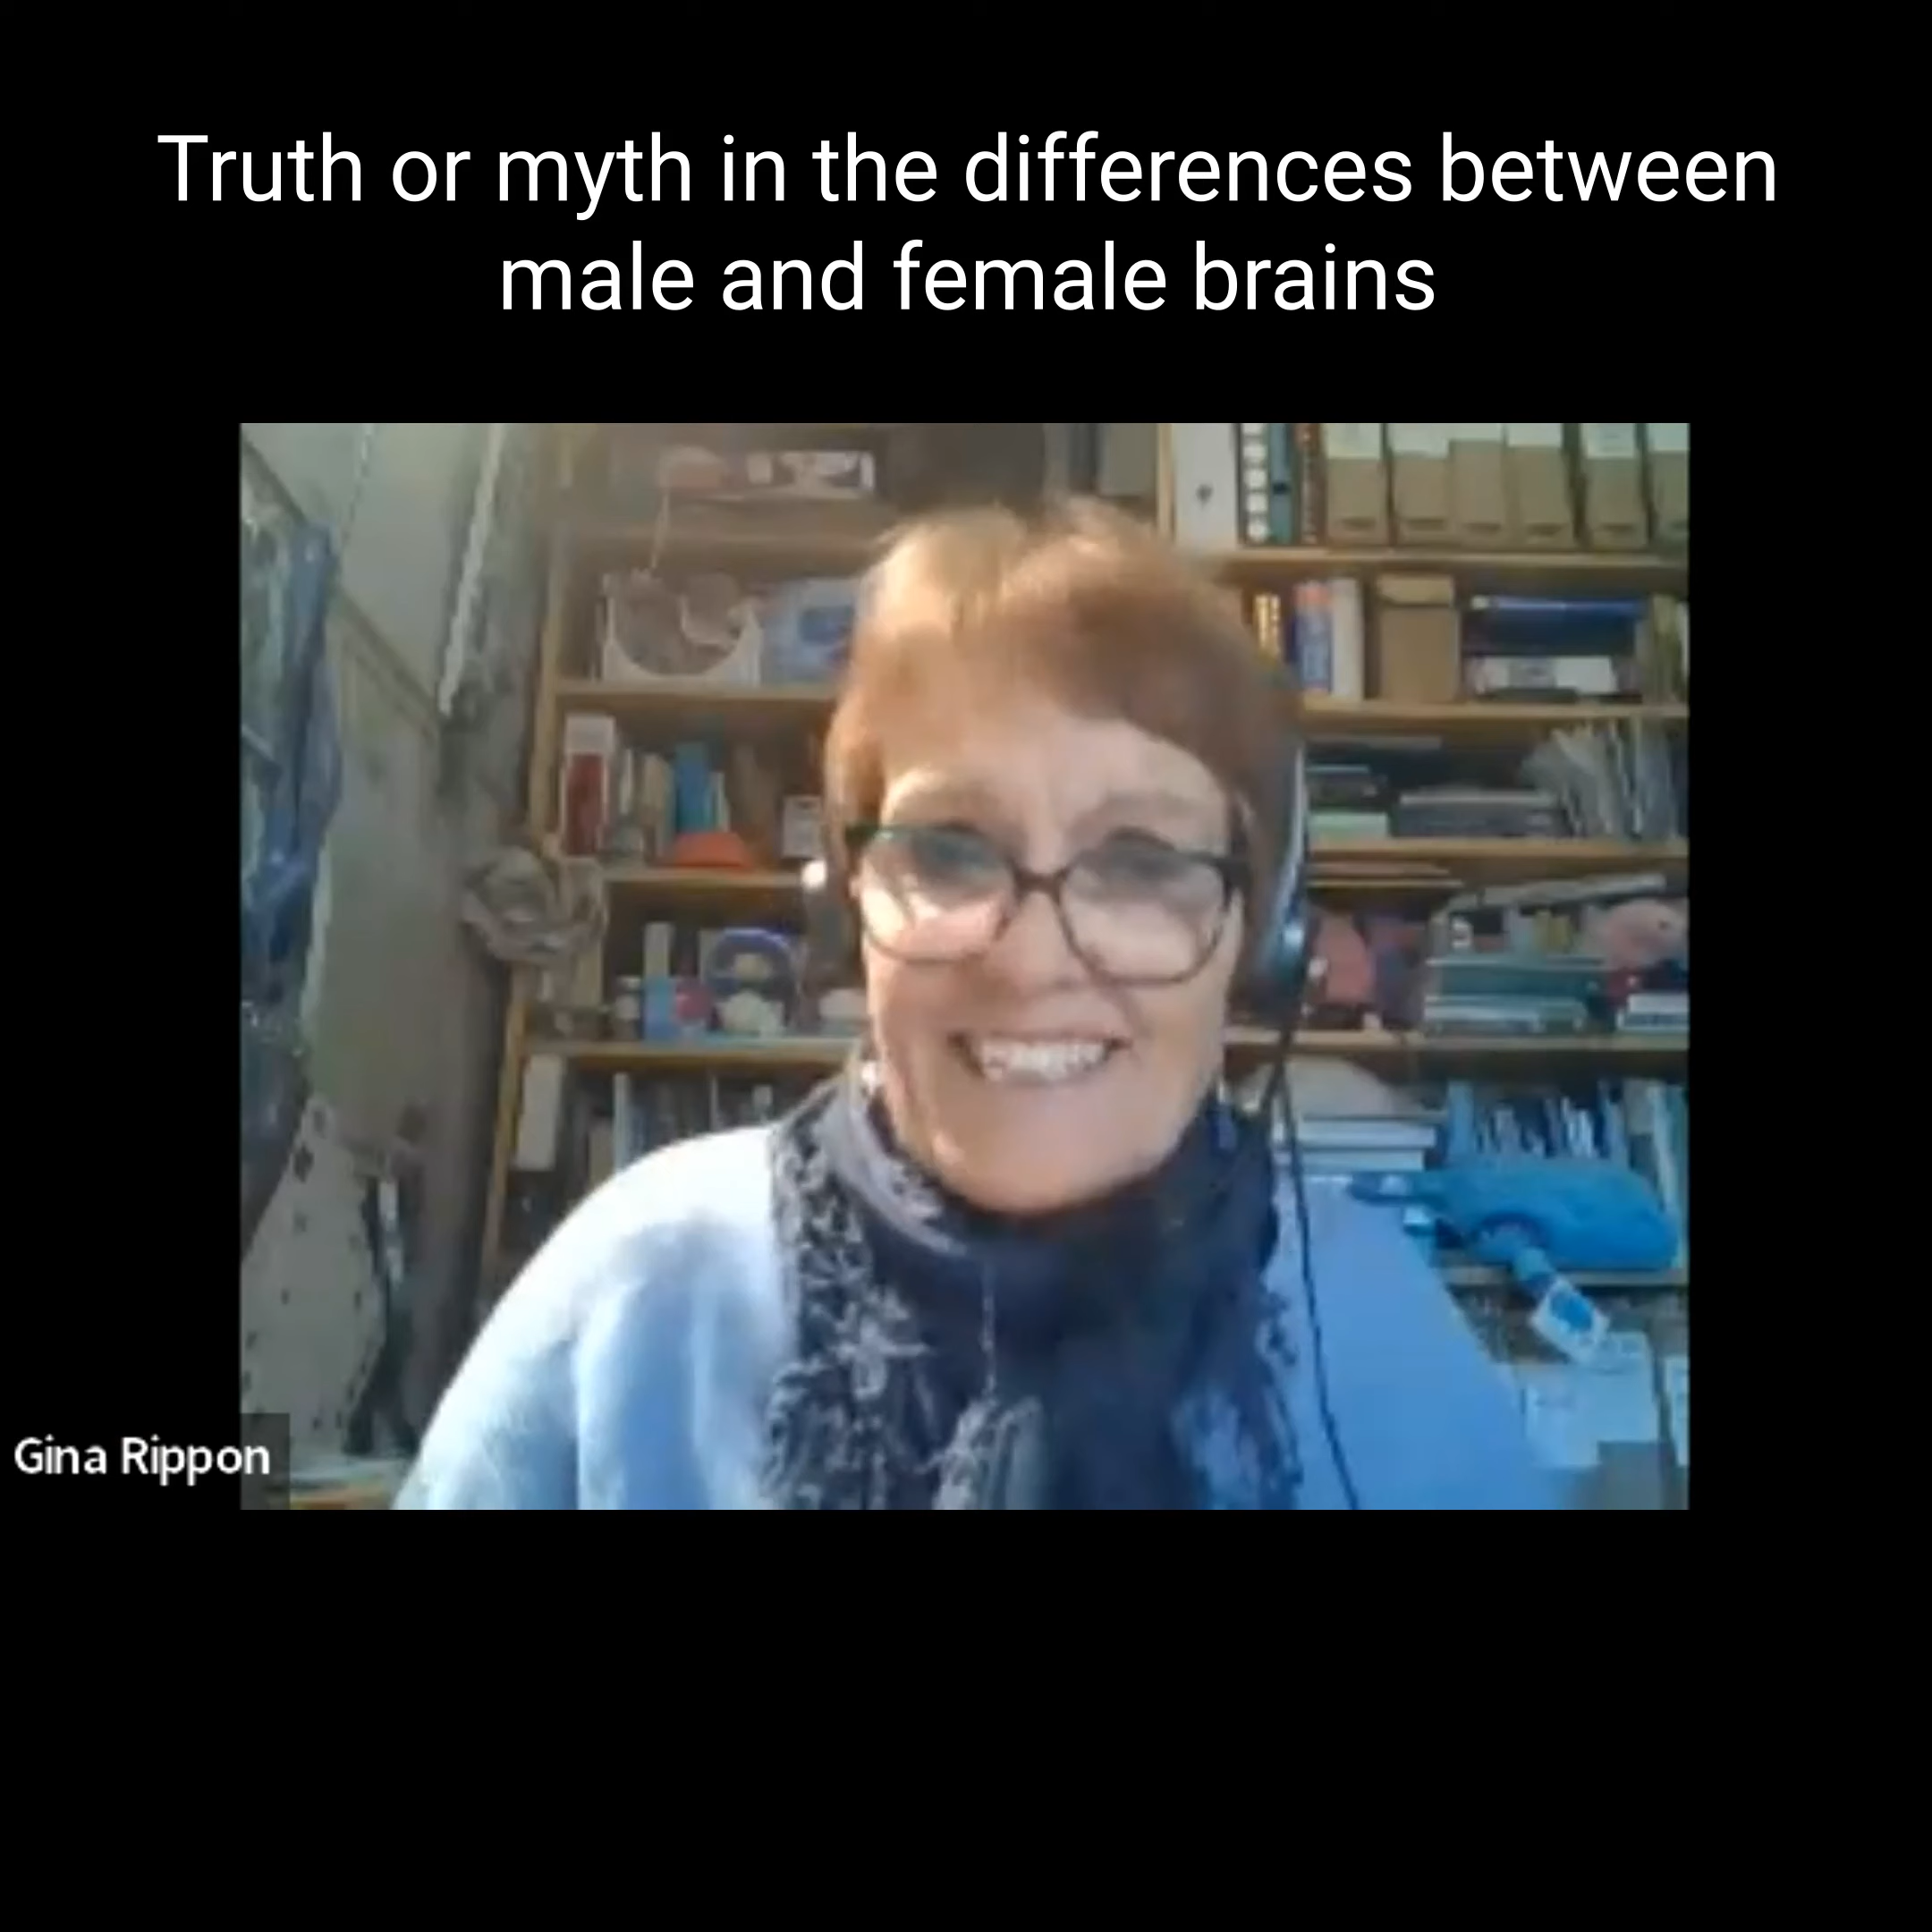 Truth or myth in the differences between
male and female brains
Gina Rippon